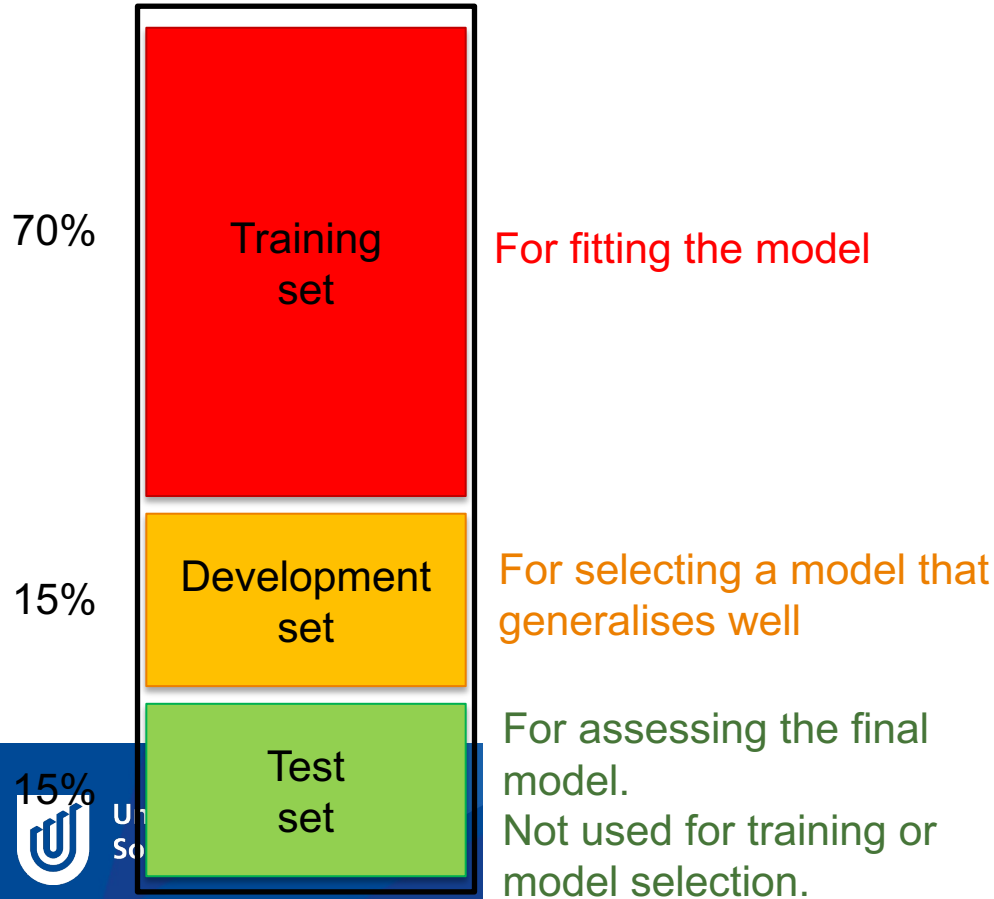 70%
Training
set
For fitting the model
15%
Development
set
For selecting a model that
generalises well
15%
Test
set
For assessing the final
model.
Not used for training or
model selection.